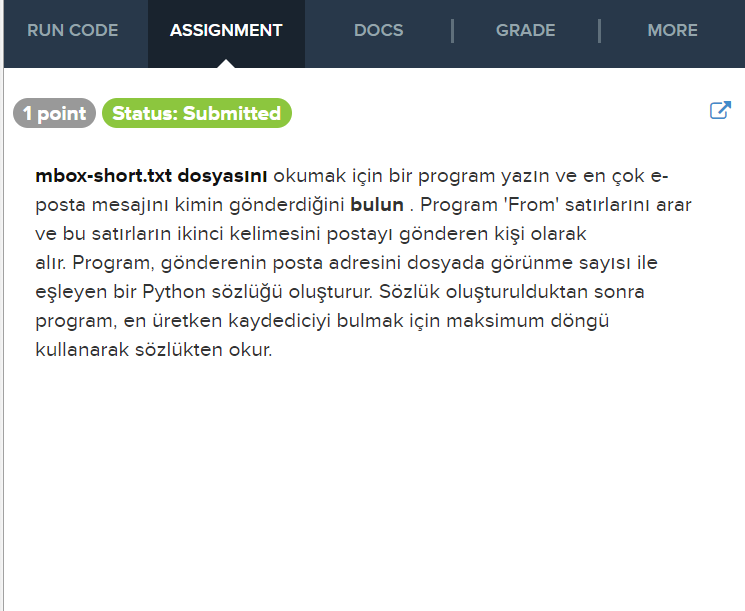 RUN CODE ASSIGNMENT DOCS | GRADE | MORE
1 point Status: Submitted
mbox-short.txt dosyasını okumak için bir program yazın ve en çok e-
posta mesajını kimin gönderdiğini bulun . Program 'From' satırlarını arar
ve bu satırların ikinci kelimesini postayı gönderen kişi olarak
alır. Program, gönderenin posta adresini dosyada görünme sayısı ile
eşleyen bir Python sözlüğü oluşturur. Sözlük oluşturulduktan sonra
program, en üretken kaydediciyi bulmak için maksimum döngü
kullanarak sözlükten okur.